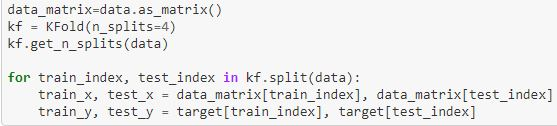 data_matrix=data.as_matrix()
kf = KFold(n_splits=4)
kf.get_n_splits(data)

for train_index, test_index in kf.split(data):
    train_x, test_x = data_matrix[train_index], data_matrix[test_index]
    train_y, test_y = target[train_index], target[test_index]